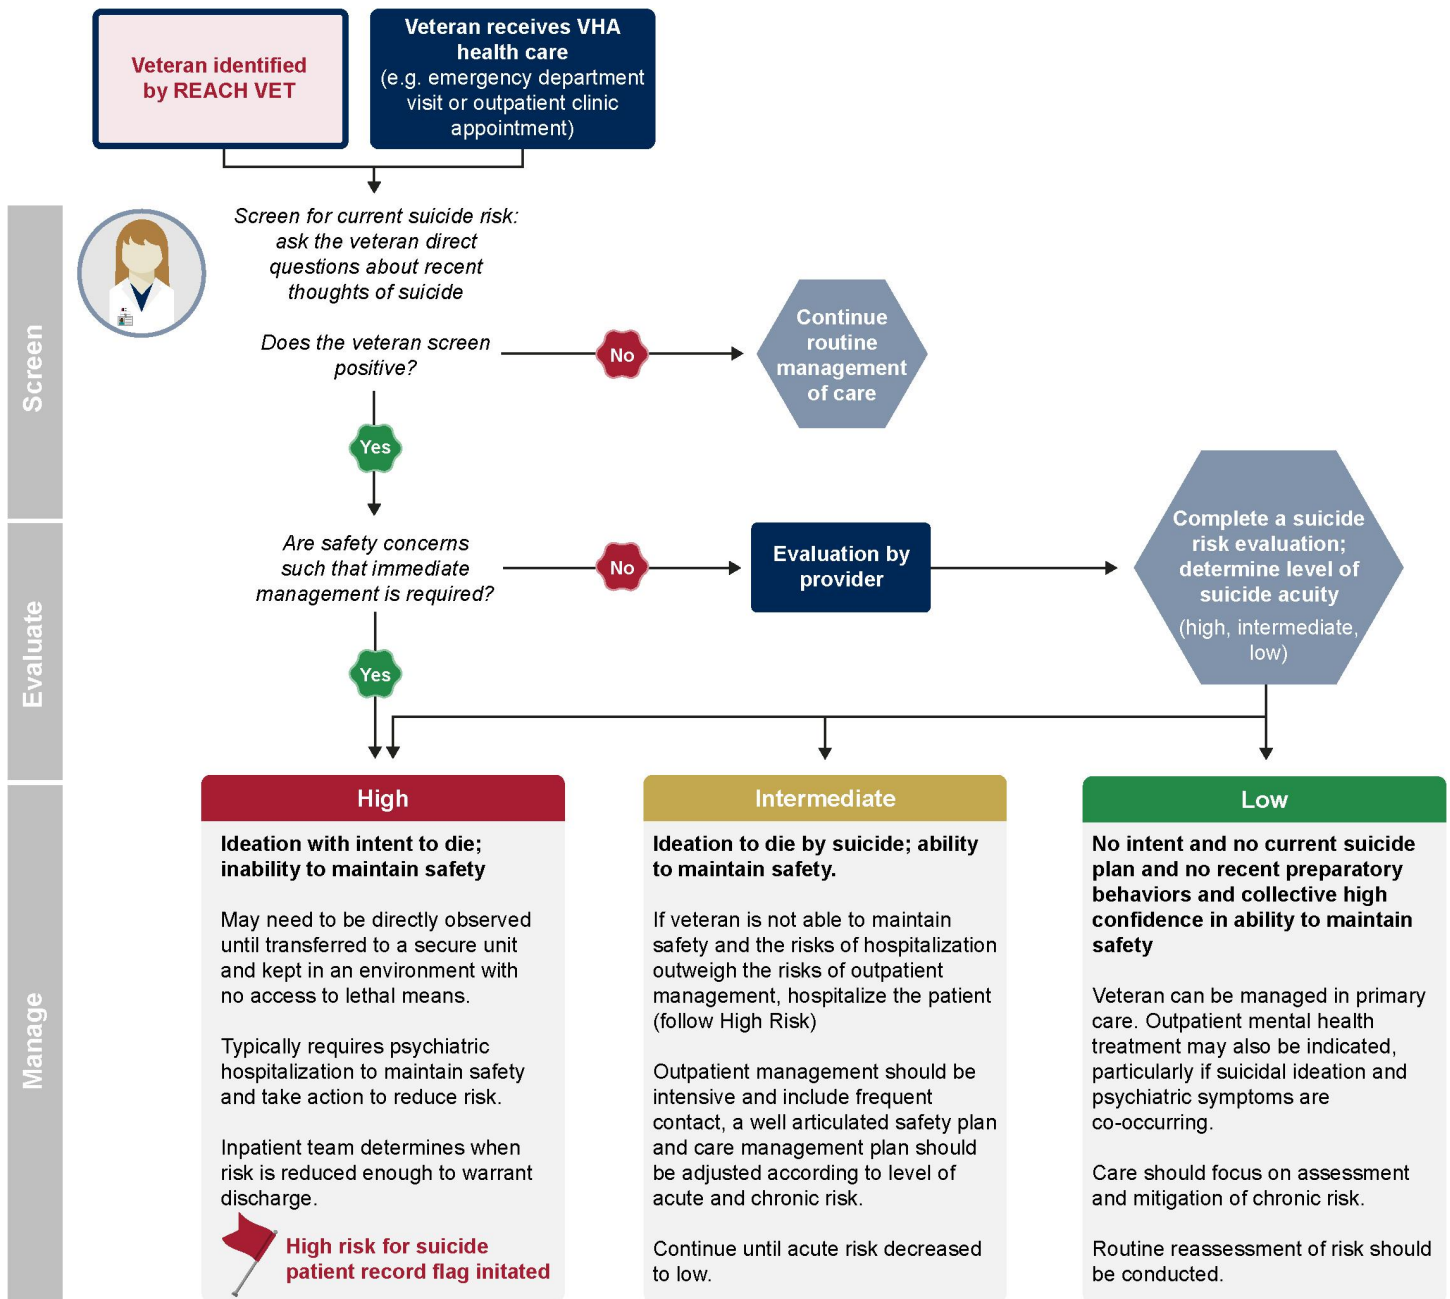 Veteran identified
by REACH VET
Veteran receives VHA
health care
(e.g. emergency department
visit or outpatient clinic
appointment)
Screen
Screen for current suicide risk:
ask the veteran direct
questions about recent
thoughts of suicide
Does the veteran screen
positive?
No
Continue
routine
management
of care
Yes
Evaluate
Are safety concerns
such that immediate
management is required?
No
Evaluation by
provider
Complete a suicide
risk evaluation;
determine level of
suicide acuity
(high, intermediate,
low)
Yes
Manage
High
Ideation with intent to die;
inability to maintain safety
May need to be directly observed
until transferred to a secure unit
and kept in an environment with
no access to lethal means.
Typically requires psychiatric
hospitalization to maintain safety
and take action to reduce risk.
Inpatient team determines when
risk is reduced enough to warrant
discharge.
High risk for suicide
patient record flag initated
Intermediate
Ideation to die by suicide; ability
to maintain safety.
If veteran is not able to maintain
safety and the risks of hospitalization
outweigh the risks of outpatient
management, hospitalize the patient
(follow High Risk)
Outpatient management should be
intensive and include frequent
contact, a well articulated safety plan
and care management plan should
be adjusted according to level of
acute and chronic risk.
Continue until acute risk decreased
to low.
Low
No intent and no current suicide
plan and no recent preparatory
behaviors and collective high
confidence in ability to maintain
safety
Veteran can be managed in primary
care. Outpatient mental health
treatment may also be indicated,
particularly if suicidal ideation and
psychiatric symptoms are
co-occurring.
Care should focus on assessment
and mitigation of chronic risk.
Routine reassessment of risk should
be conducted.